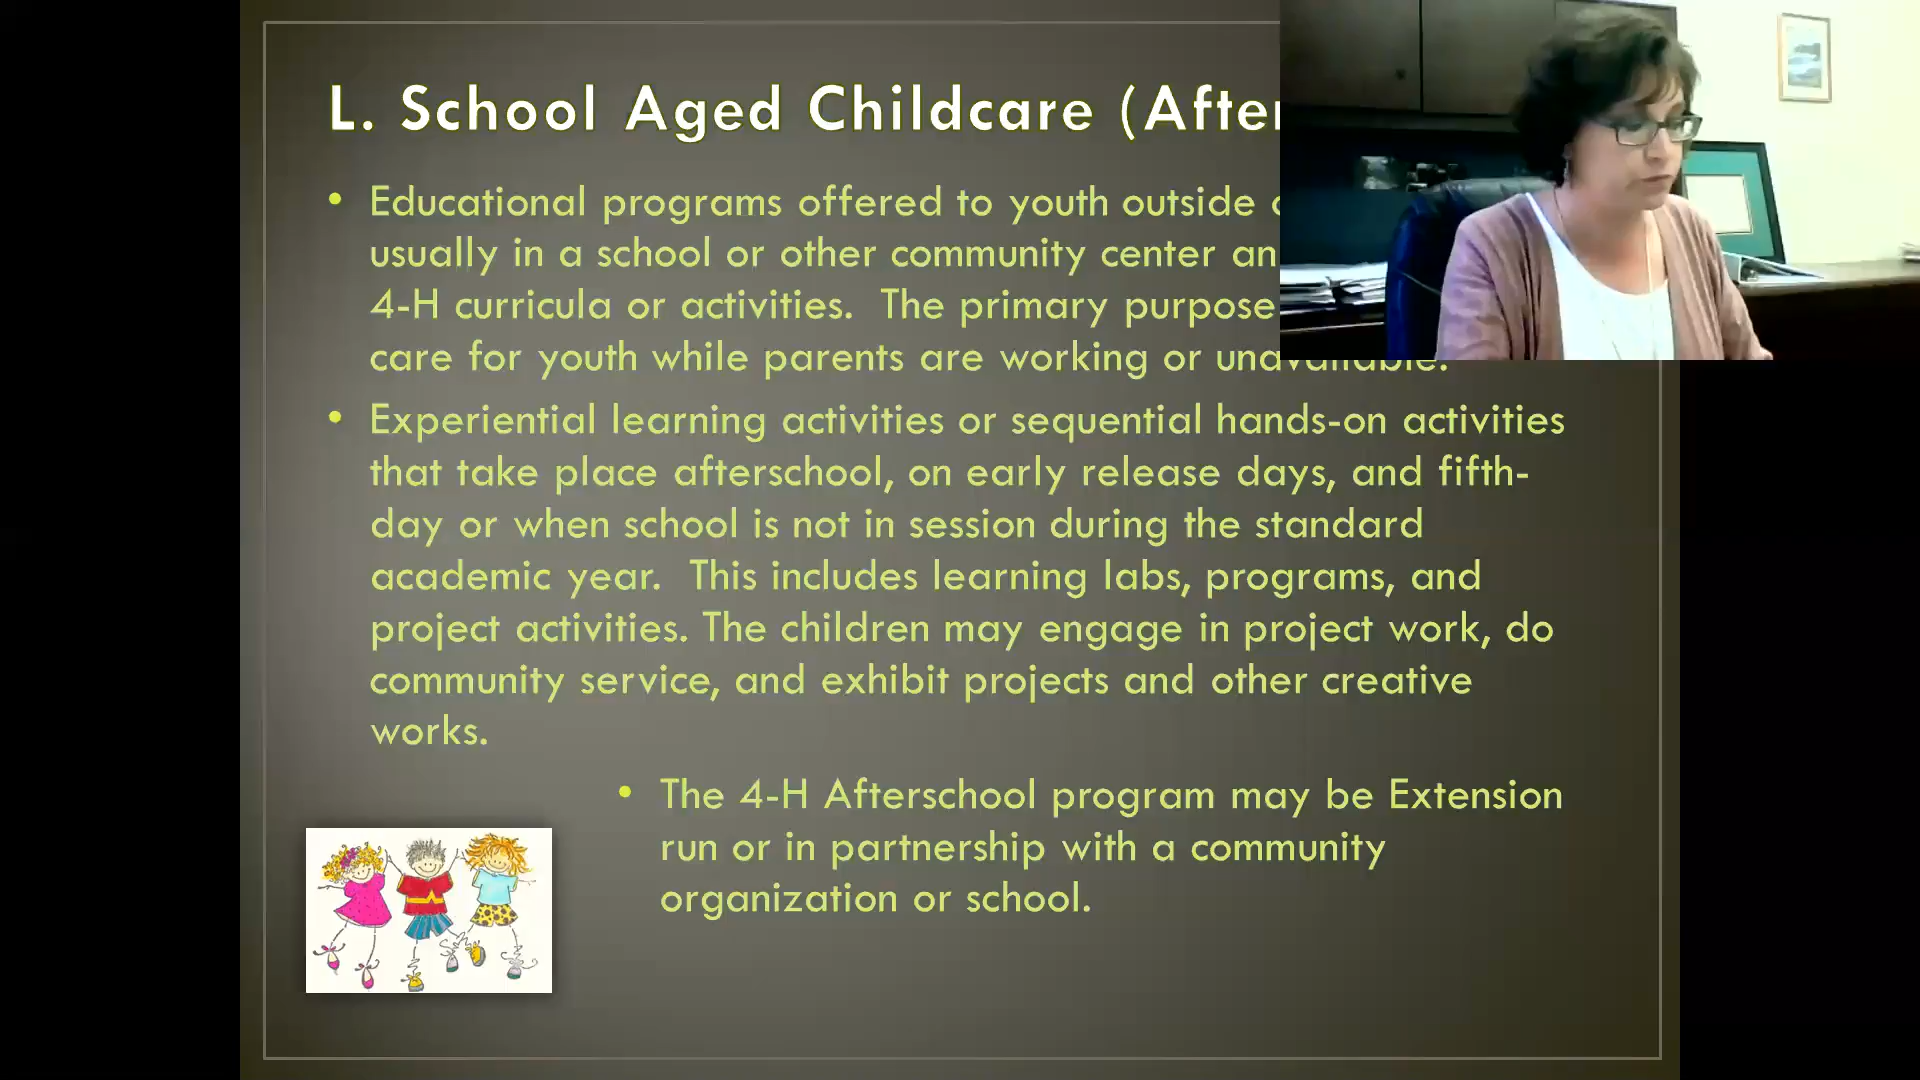 L. School Aged Childcare (After
Educational programs offered to youth outside
usually in a school or other community center
4-H curricula or activities. The primary purpose
care for youth while parents are working or unavailable.
Experiential learning activities or sequential hands-on activities
that take place afterschool, on early release days, and fifth-
day or when school is not in session during the standard
academic year. This includes learning labs, programs, and
project activities. The children may engage in project work, do
community service, and exhibit projects and other creative
works.
The 4-H Afterschool program may be Extension
run or in partnership with a community
organization or school.